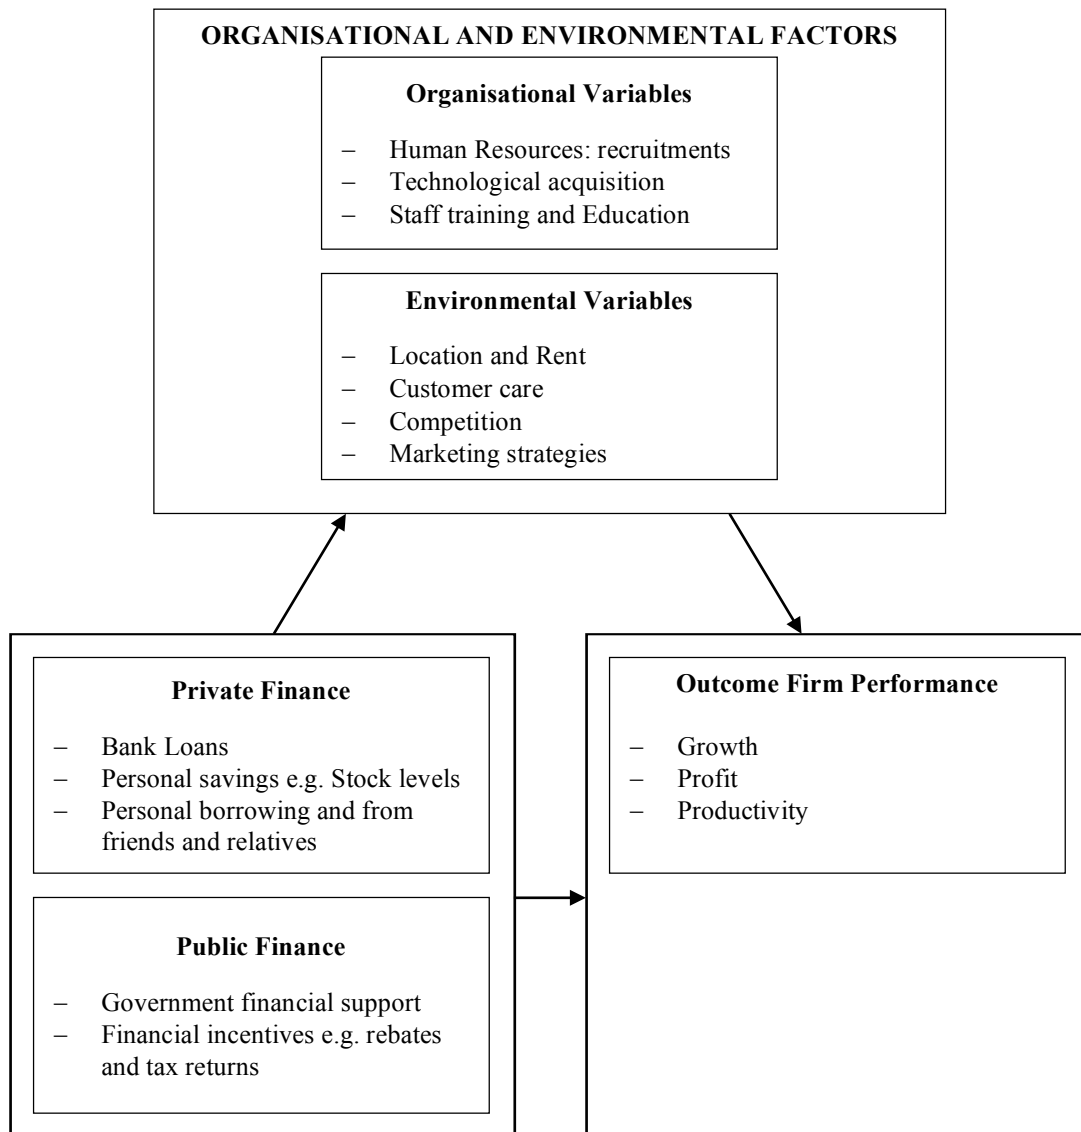 ORGANISATIONAL AND ENVIRONMENTAL FACTORS
Organisational Variables
– Human Resources: recruitments
– Technological acquisition
– Staff training and Education
Environmental Variables
– Location and Rent
– Customer care
– Competition
– Marketing strategies
Private Finance
– Bank Loans
– Personal savings e.g. Stock levels
– Personal borrowing and from
friends and relatives
Public Finance
– Government financial support
– Financial incentives e.g. rebates
and tax returns
Outcome Firm Performance
– Growth
– Profit
– Productivity